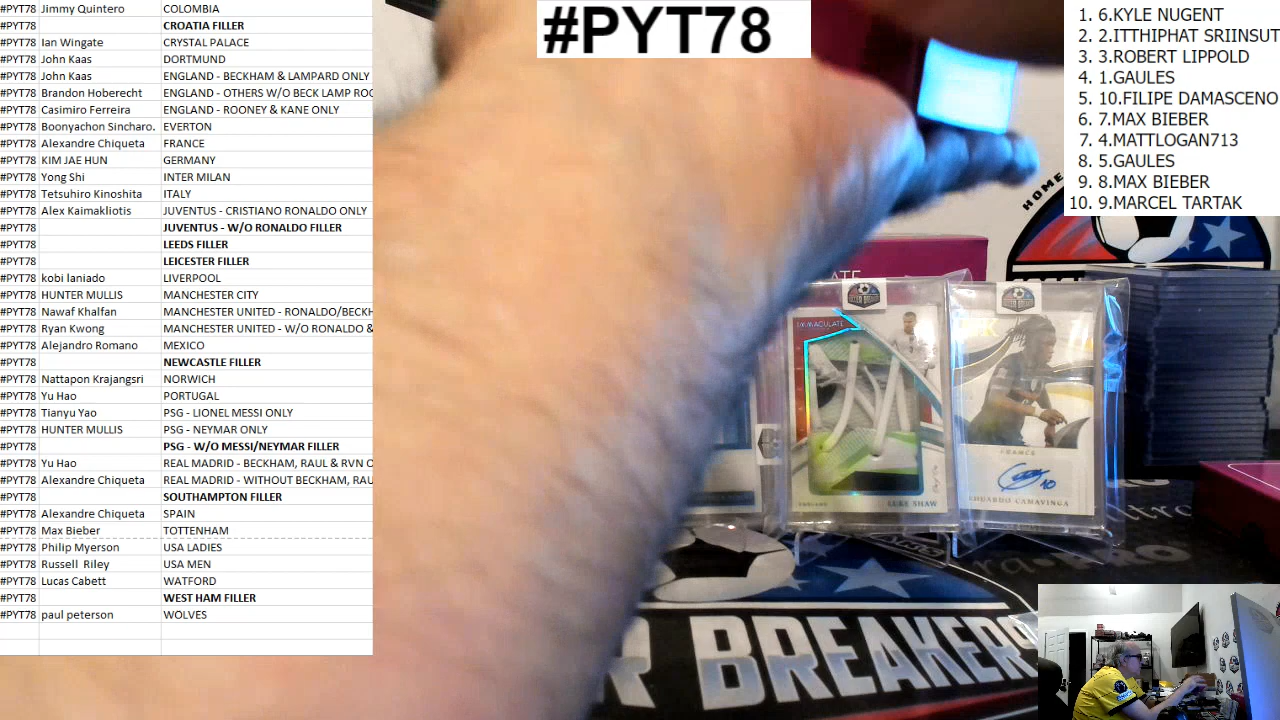 #PYT78 Jimmy Quintero COLOMBIA
#PYT78 CROATIA FILLER
#PYT78 Ian Wingate CRYSTAL PALACE
#PYT78 John Kaas DORTMUND
#PYT78 John Kaas ENGLAND - BECKHAM & LAMPARD ONLY
#PYT78 Brandon Hoberecht ENGLAND - OTHERS W/O BECK LAMP ROO
#PYT78 Casimiro Ferreira ENGLAND - ROONEY & KANE ONLY
#PYT78 Boonyachon Sincharo. EVERTON
#PYT78 Alexandre Chiqueta FRANCE
#PYT78 KIM JAE HUN GERMANY
#PYT78 Yong Shi INTER MILAN
#PYT78 Tetsuhiro Kinoshita ITALY
#PYT78 Alex Kaimakliotis JUVENTUS - CRISTIANO RONALDO ONLY
#PYT78 JUVENTUS - W/O RONALDO FILLER
#PYT78 LEEDS FILLER
#PYT78 LEICESTER FILLER
#PYT78 kobi laniado LIVERPOOL
#PYT78 HUNTER MULLIS MANCHESTER CITY
#PYT78 Nawaf Khalfan MANCHESTER UNITED - RONALDO/BECKH
#PYT78 Ryan Kwong MANCHESTER UNITED - W/O RONALDO &
#PYT78 Alejandro Romano MEXICO
#PYT78 NEWCASTLE FILLER
#PYT78 Nattapon Krajangsri NORWICH
#PYT78 Yu Hao PORTUGAL
#PYT78 Tianyu Yao PSG - LIONEL MESSI ONLY
#PYT78 HUNTER MULLIS PSG - NEYMAR ONLY
#PYT78 PSG - W/O MESSI/NEYMAR FILLER
#PYT78 Yu Hao REAL MADRID - BECKHAM, RAUL & RVN O
#PYT78 Alexandre Chiqueta REAL MADRID - WITHOUT BECKHAM, RAU
#PYT78 SOUTHAMPTON FILLER
#PYT78 Alexandre Chiqueta SPAIN
#PYT78 Max Bieber TOTTENHAM
#PYT78 Philip Myerson USA LADIES
#PYT78 Russell Riley USA MEN
#PYT78 Lucas Cabett WATFORD
#PYT78 WEST HAM FILLER
#PYT78 paul peterson WOLVES
#PYT78
1. 6.KYLE NUGENT
2. 2.ITTHIPHAT SRIINSUT
3. 3.ROBERT LIPPOLD
4. 1.GAULES
5. 10.FILIPE DAMASCENO
6. 7.MAX BIEBER
7. 4.MATTLOGAN713
8. 5.GAULES
9. 8.MAX BIEBER
10. 9.MARCEL TARTAK
HOME
IMMACULATE
ENGLAND
LUKE SHAW
FRANCE
EDUARDO CAMAVINGA
BREAKERS